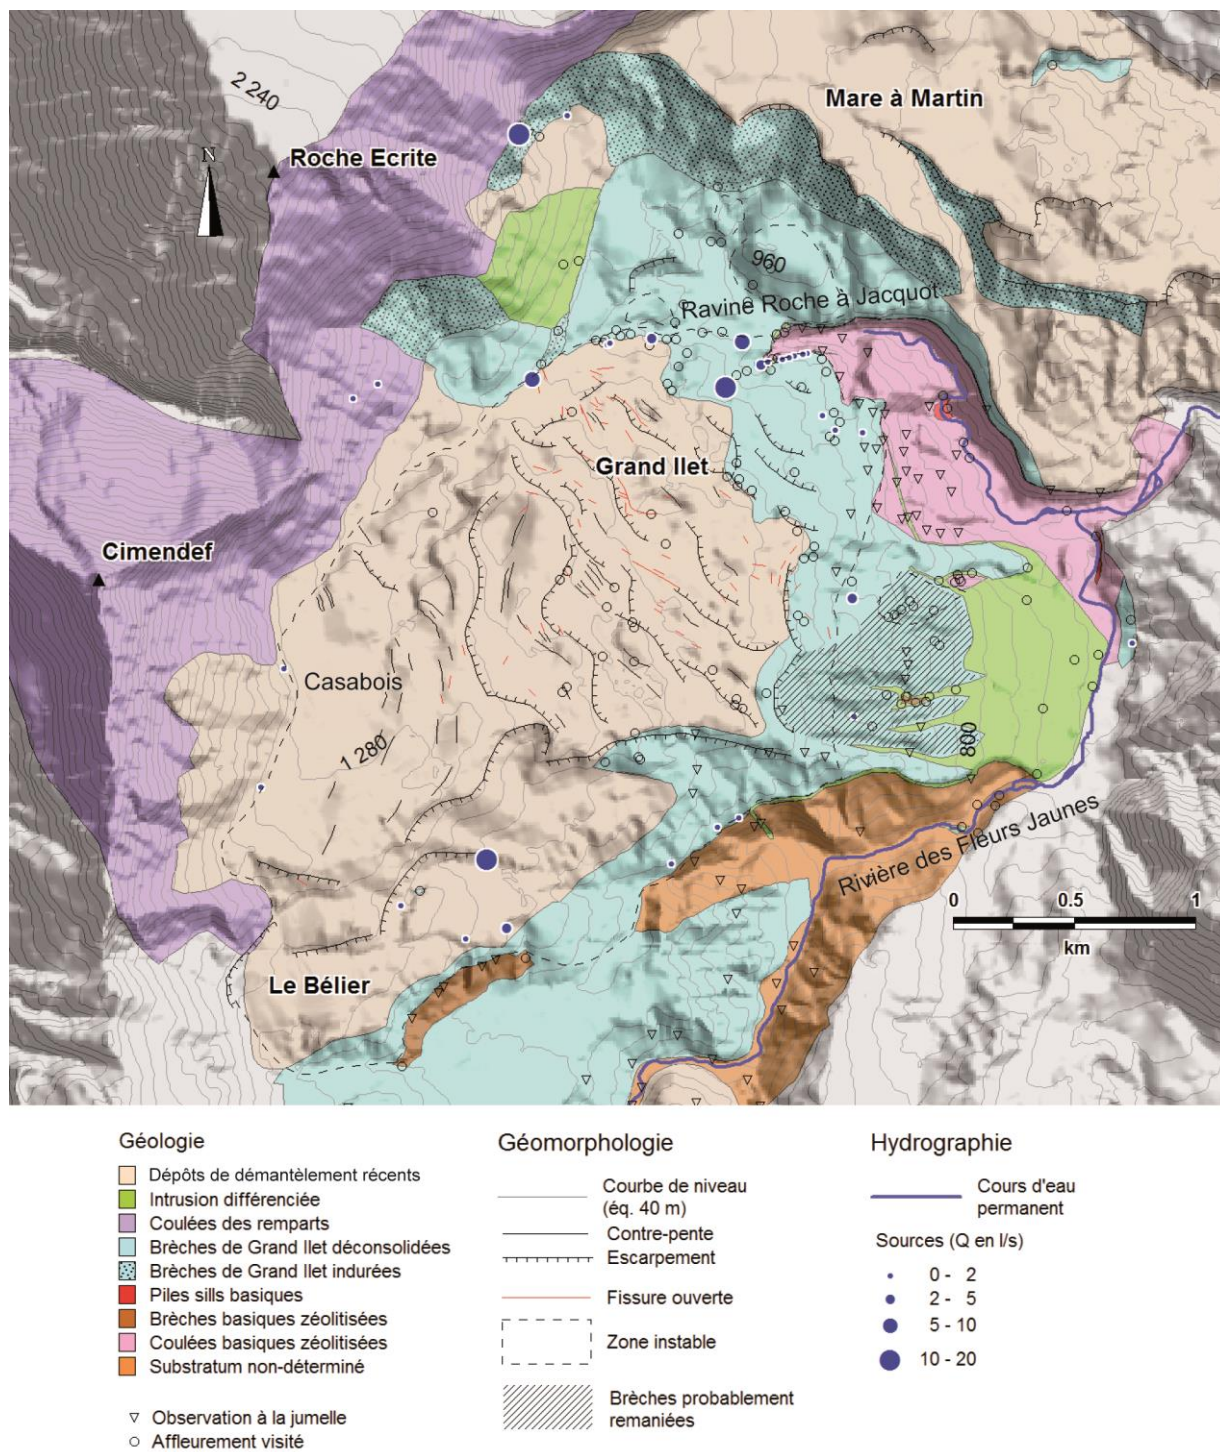 Mare à Martin
2 240
N
Roche Ecrite
960
Ravine Roche à Jacquot
Grand Ilet
Cimendef
Casabois
1 280
800
Rivière des Fleurs Jaunes
0 0.5 1
km
Le Bélier
Géologie
Dépôts de démantèlement récents
Intrusion différenciée
Coulées des remparts
Brèches de Grand Ilet déconsolidées
Brèches de Grand Ilet indurées
Piles sills basiques
Brèches basiques zéolitisées
Coulées basiques zéolitisées
Substratum non-déterminé
Observation à la jumelle
Affleurement visité
Géomorphologie
Courbe de niveau
(éq. 40 m)
Contre-pente
Escarpement
Fissure ouverte
Zone instable
Brèches probablement
remaniées
Hydrographie
Cours d'eau
permanent
Sources (Q en l/s)
0 - 2
2 - 5
5 - 10
10 - 20